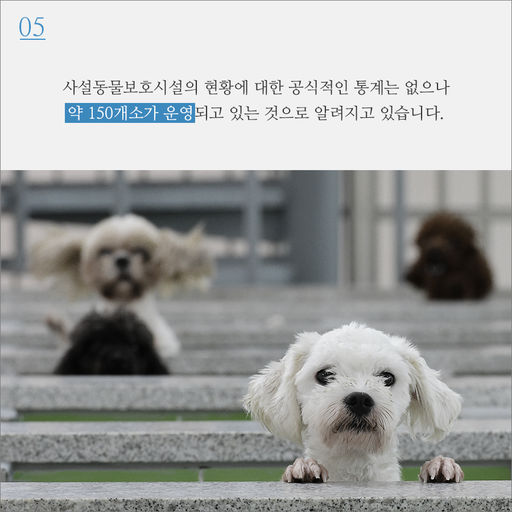 05
사설동물보호시설의 현황에 대한 공식적인 통계는 없으나
약 150개소가 운영되고 있는 것으로 알려지고 있습니다.